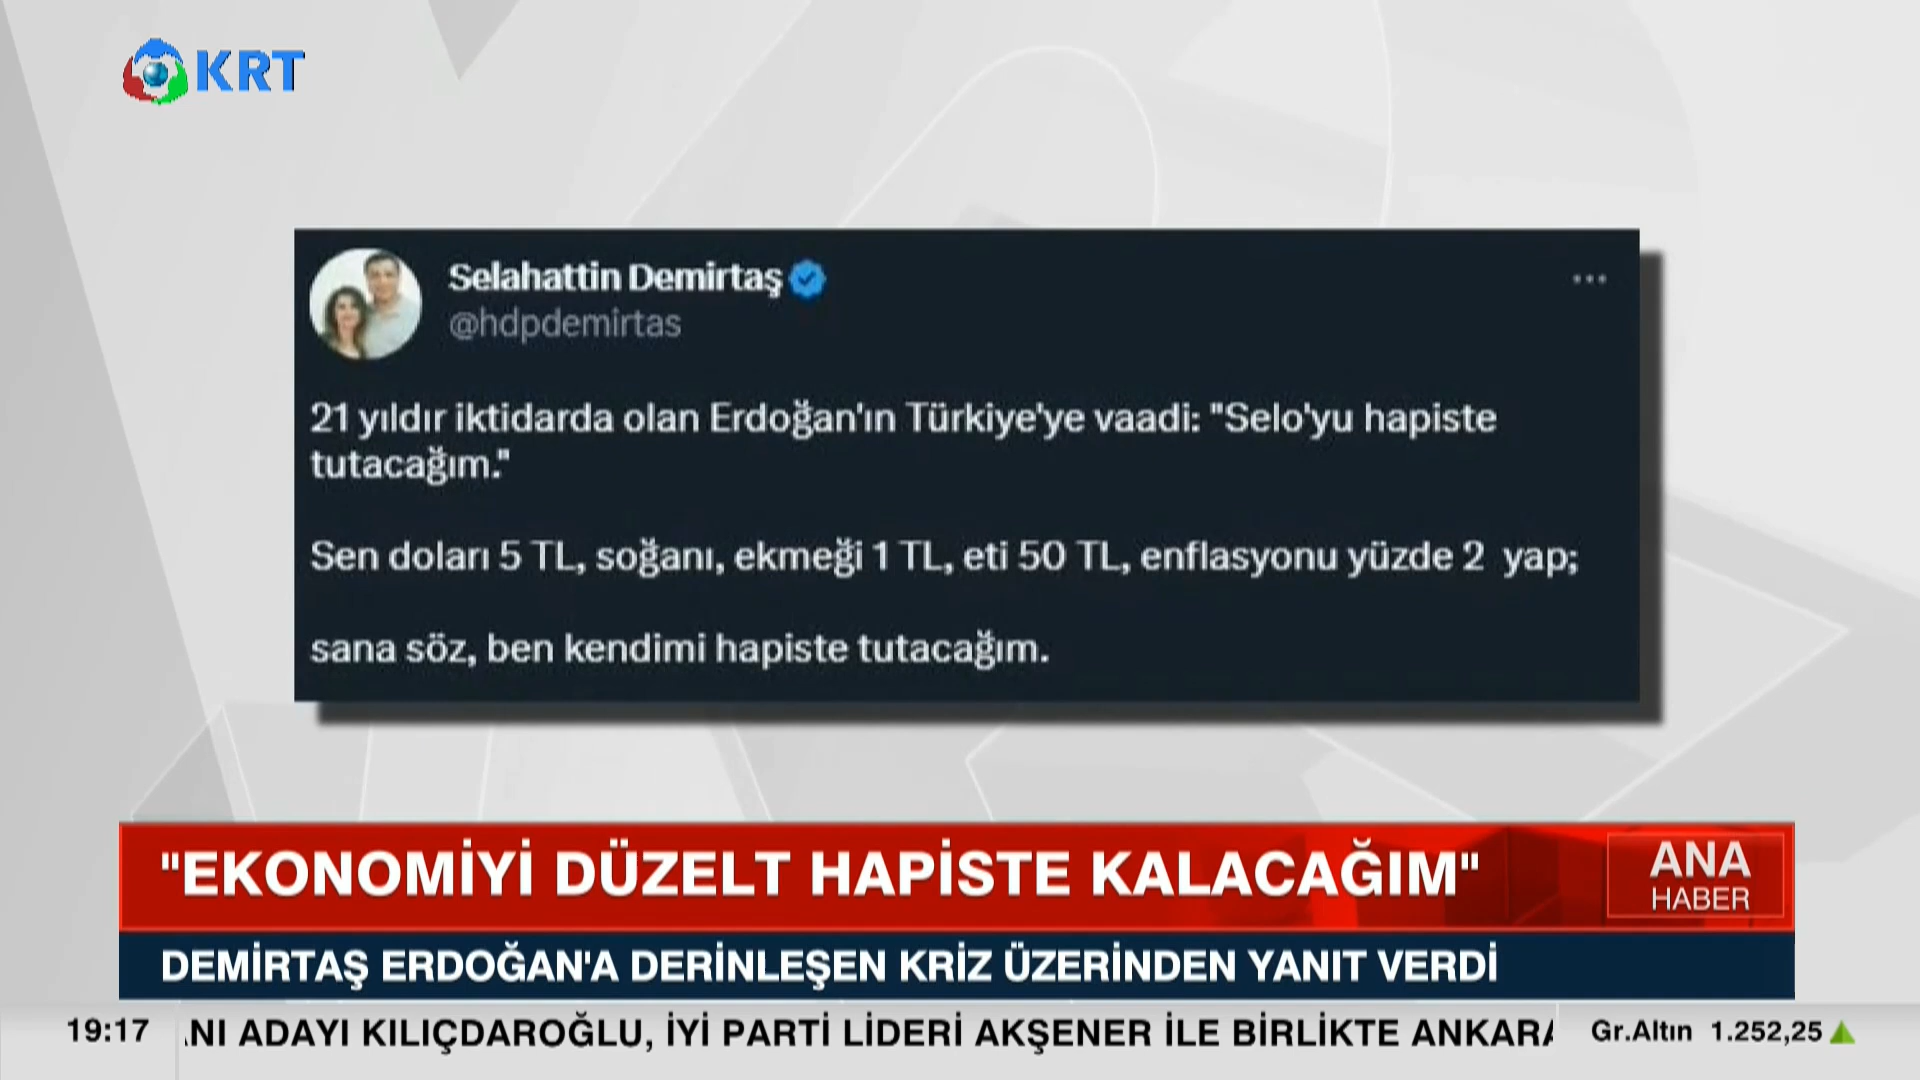 KRT
Selahattin Demirtaş
@hdpdemirtas
21 yıldır iktidarda olan Erdoğan'ın Türkiye'ye vaadi: "Selo'yu hapiste
tutacağım."
Sen doları 5 TL, soğanı, ekmeği 1 TL, eti 50 TL, enflasyonu yüzde 2 yap;
sana söz, ben kendimi hapiste tutacağım.
"EKONOMİYİ DÜZELT HAPİSTE KALACAĞIM"
ANA
HABER
DEMİRTAŞ ERDOĞAN'A DERİNLEŞEN KRİZ ÜZERİNDEN YANIT VERDİ
19:17 NI ADAYI KILIÇDAROĞLU, İYİ PARTİ LİDERİ AKŞENER İLE BİRLİKTE ANKARA Gr.Altın 1.252,25